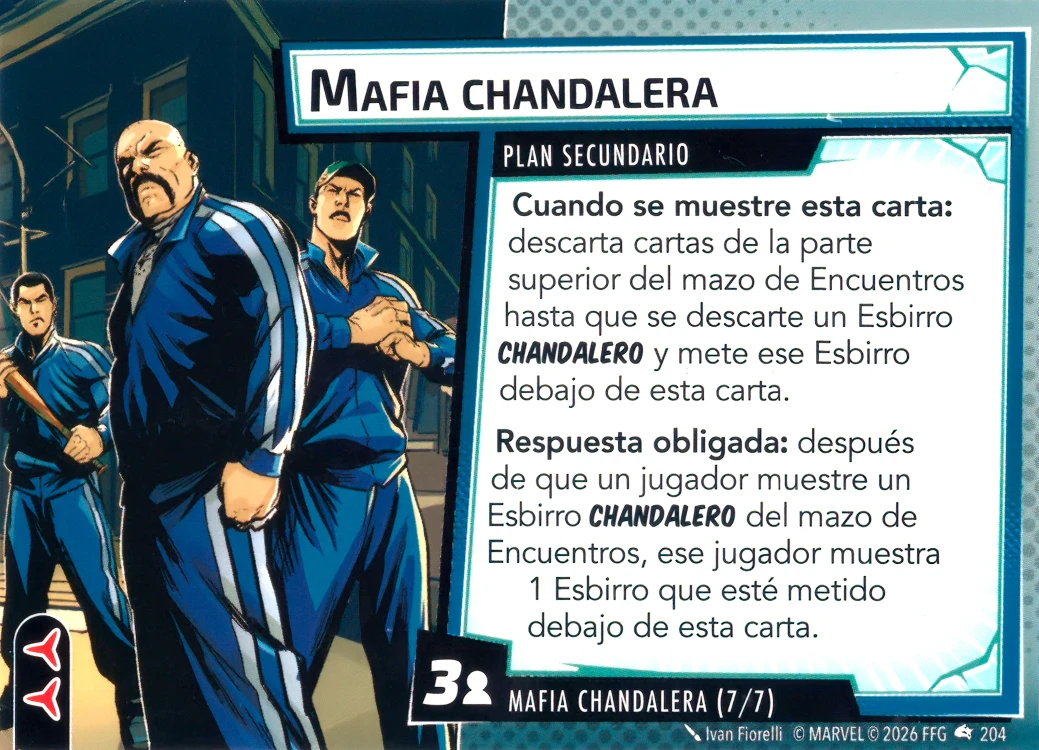 MAFIA CHANDALERA
PLAN SECUNDARIO
Cuando se muestre esta carta:
descarta cartas de la parte
superior del mazo de Encuentros
hasta que se descarte un Esbirro
CHANDALERO y mete ese Esbirro
debajo de esta carta.
Respuesta obligada: después
de que un jugador muestre un
Esbirro CHANDALERO del mazo de
Encuentros, ese jugador muestra
1 Esbirro que esté metido
debajo de esta carta.
3
MAFIA CHANDALERA (7/7)
Ivan Fiorelli © MARVEL © 2026 FFG 204